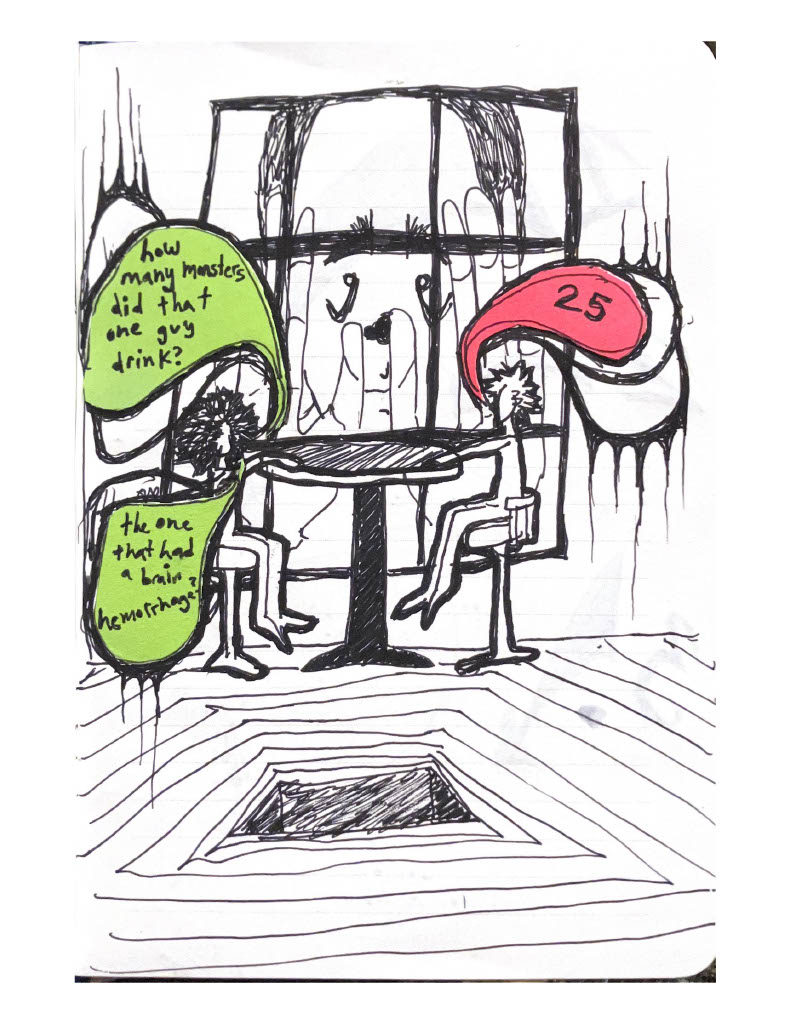 how
many monsters
did that
one guy
drink?
25
the one
that had
a brain
hemorrhage?